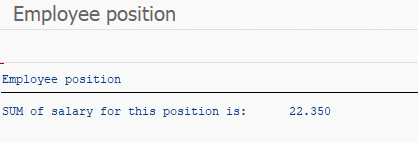 Employee position
Employee position
SUM of salary for this position is: 22.350